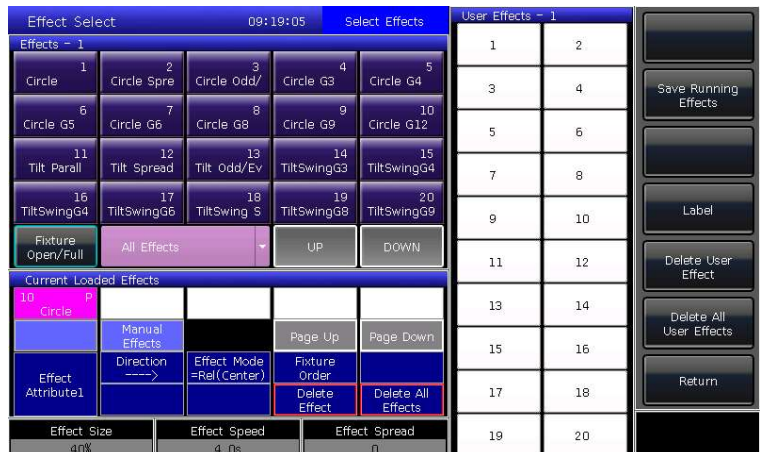 Effect Select 09:19:05 Select Effects
Effects - 1
1 2 3 4 5
Circle Circle Spre Circle Odd/ Circle G3 Circle G4
6 7 8 9 10
Circle G5 Circle G6 Circle G8 Circle G9 Circle G12
11 12 13 14 15
Tilt Parall Tilt Spread Tilt Odd/Ev TiltSwingG3 TiltSwingG4
16 17 18 19 20
TiltSwingG4 TiltSwingG6 TiltSwing S TiltSwingG8 TiltSwingG9
Fixture
Open/Full All Effects UP DOWN
Current Loaded Effects
10 P
Circle
Manual
Effects Page Up Page Down
Direction
----> Effect Mode
=Rel(Center) Fixture
Order
Effect
Attribute1 Delete
Effect Delete All
Effects
Effect Size Effect Speed Effect Spread
40% 4.0s 0
User Effects - 1
1 2
3 4
5 6
7 8
9 10
11 12
13 14
15 16
17 18
19 20
Save Running
Effects
Label
Delete User
Effect
Delete All
User Effects
Return